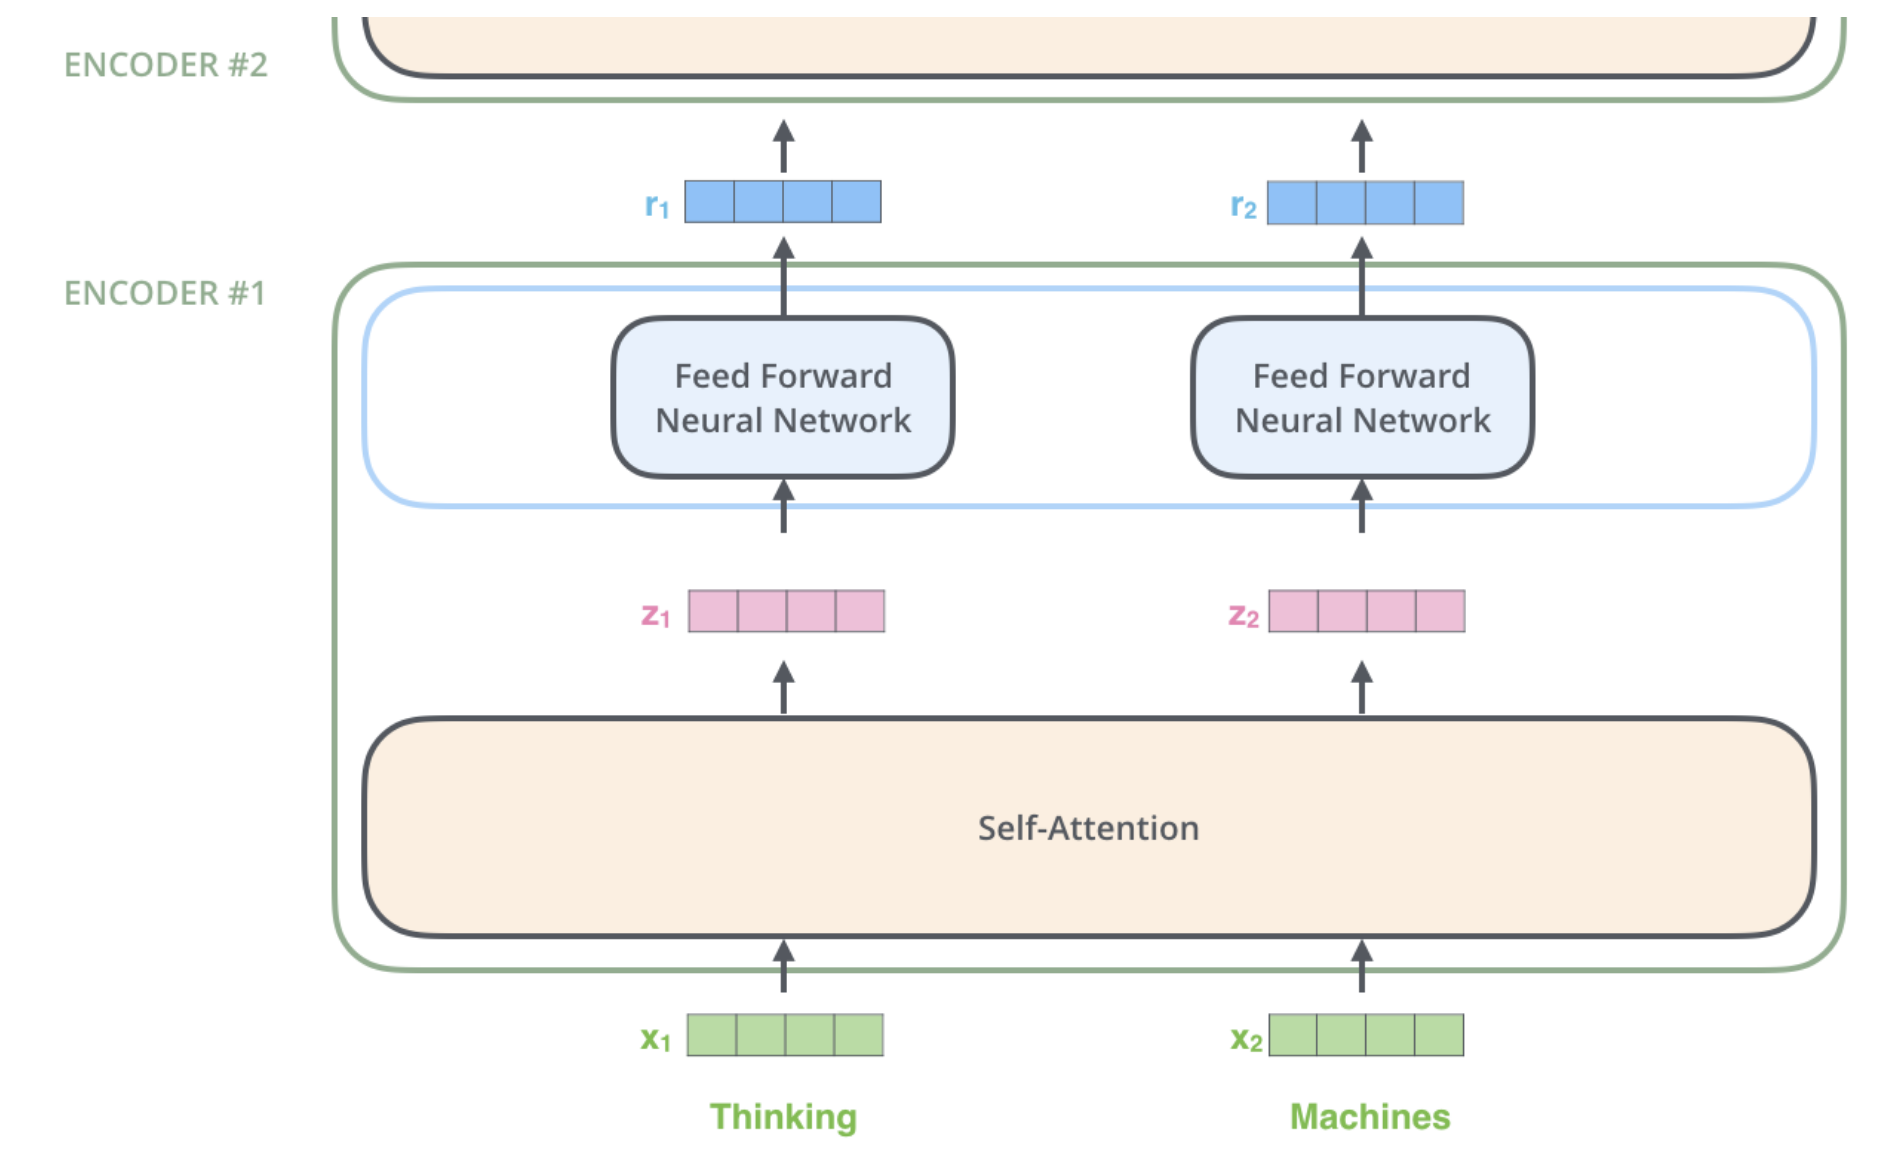 ENCODER #2
r1
r2
ENCODER #1
Feed Forward
Neural Network
Feed Forward
Neural Network
z1
z2
Self-Attention
x1
x2
Thinking
Machines